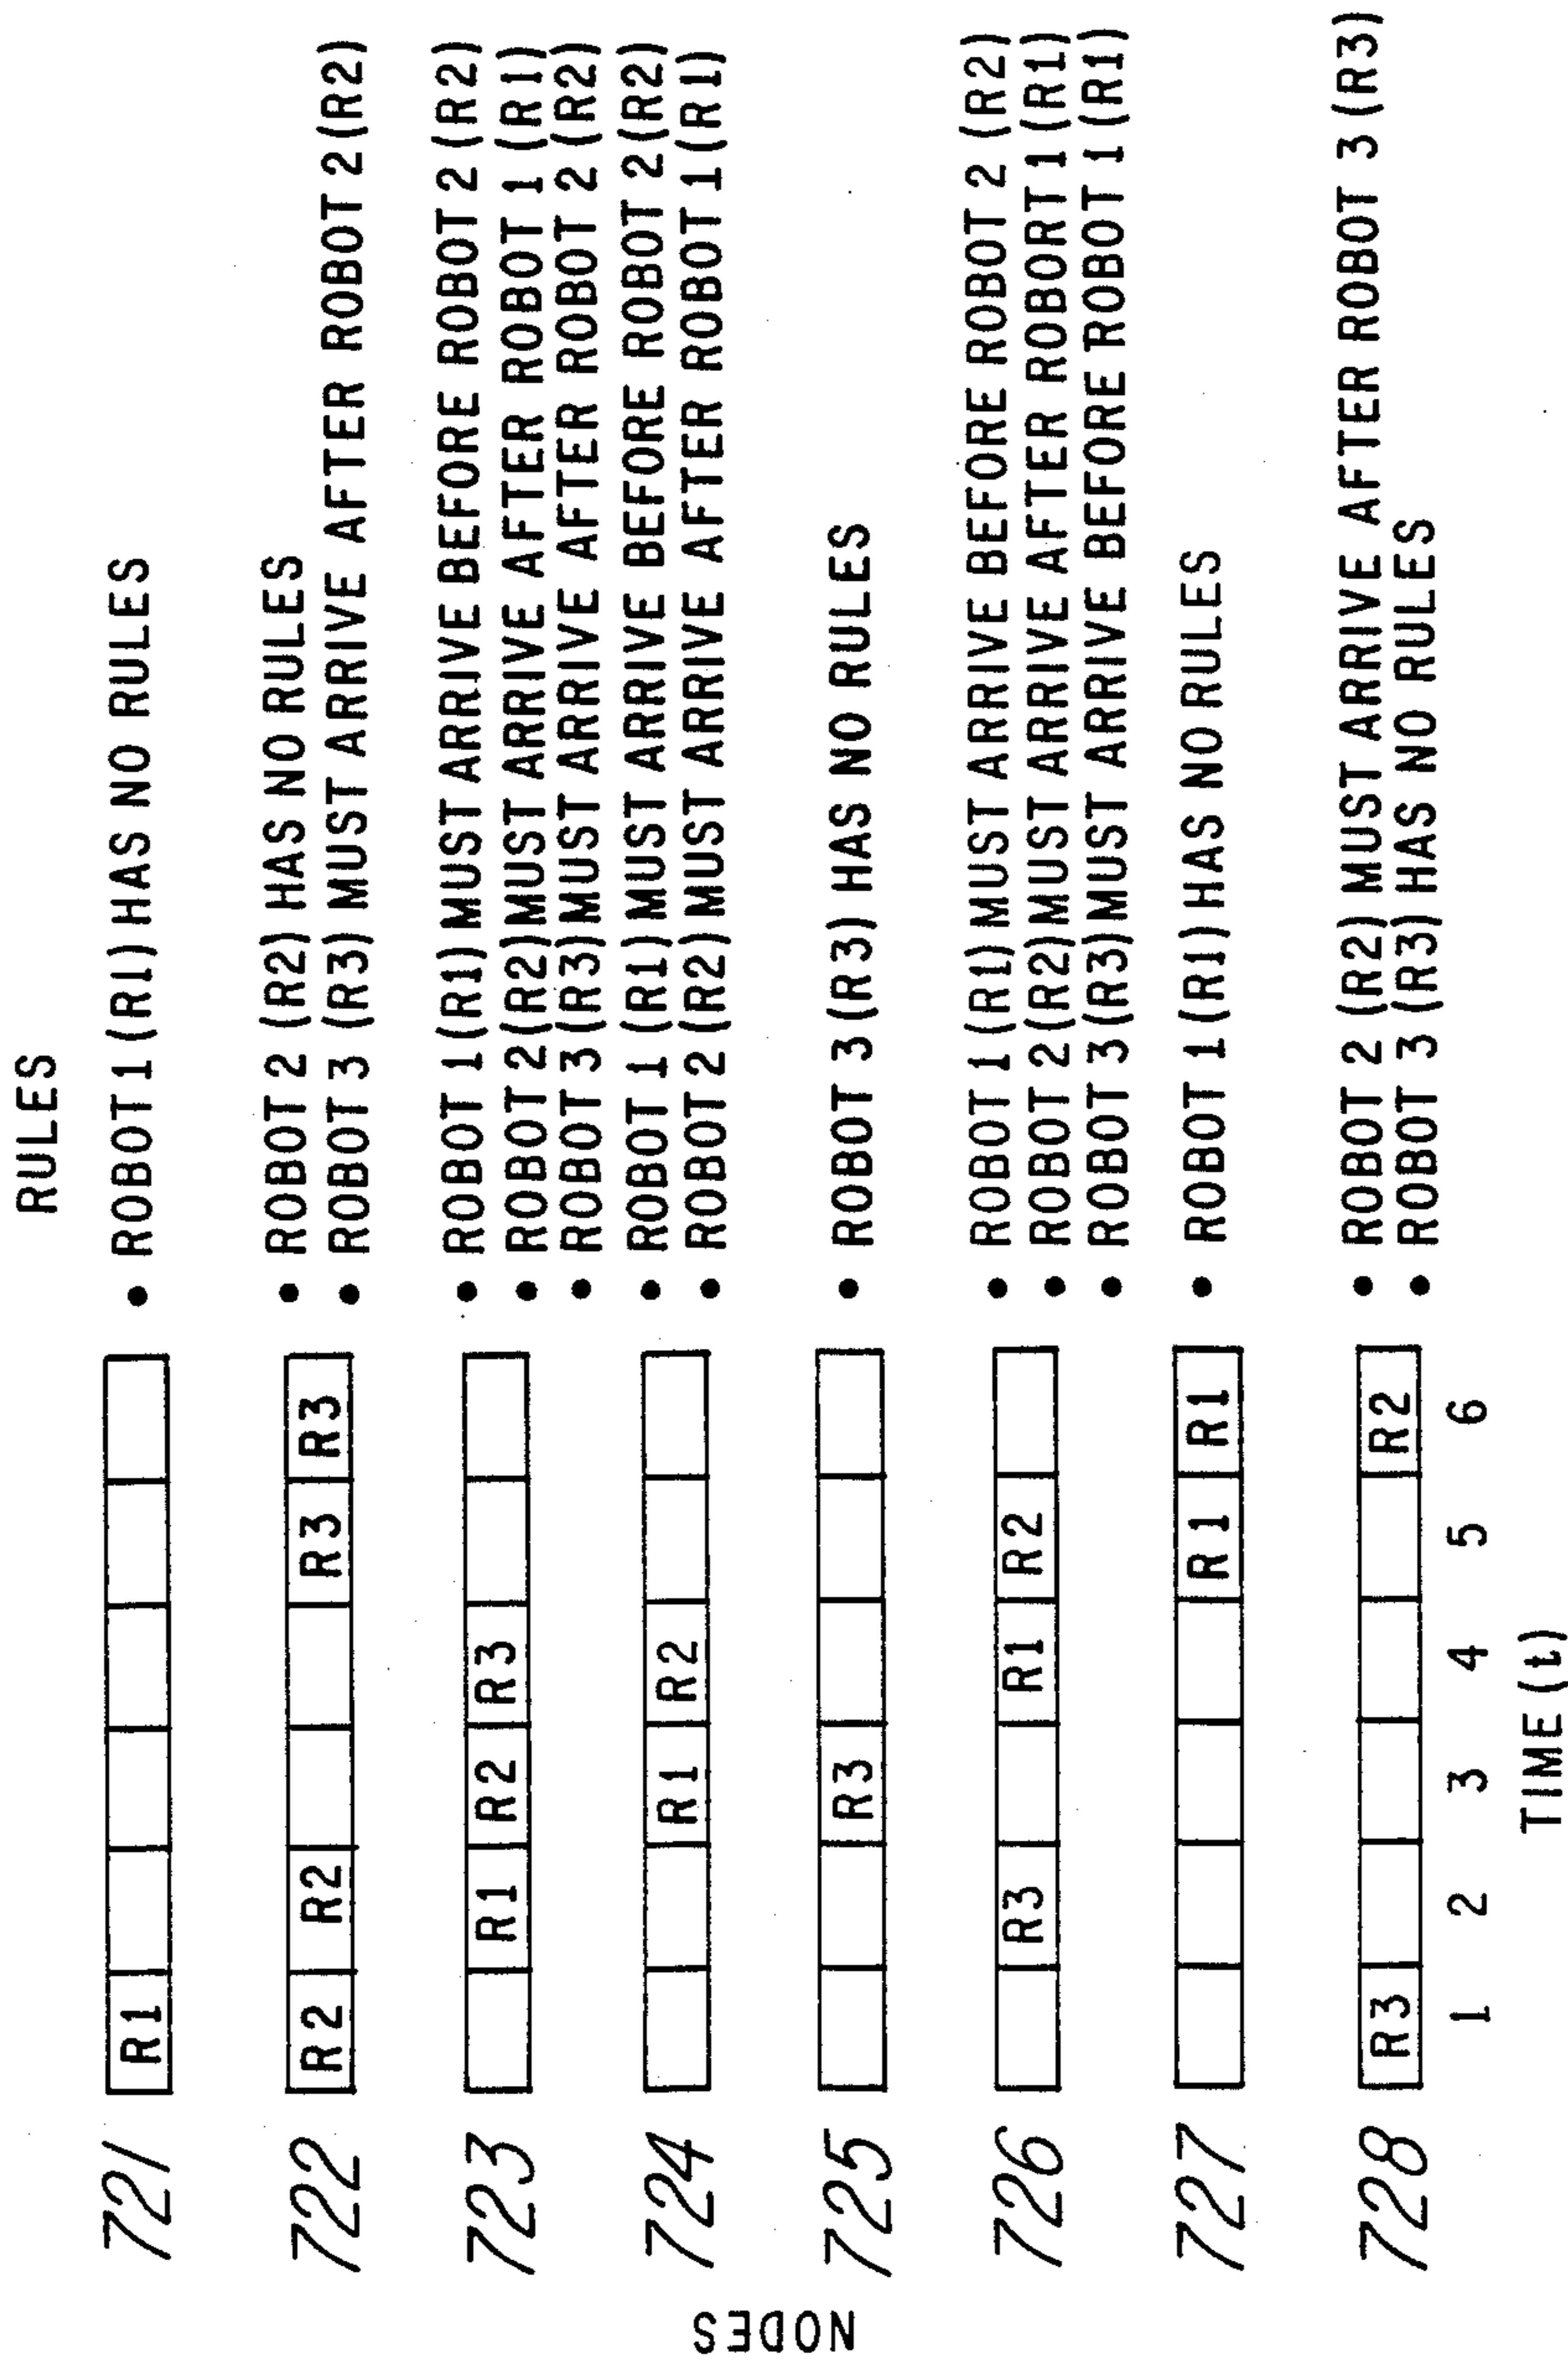 RULES
721 R1 • ROBOT 1 (R1) HAS NO RULES
722 R2 R2 R3 R3 • ROBOT 2 (R2) HAS NO RULES
• ROBOT 3 (R3) MUST ARRIVE AFTER ROBOT 2 (R2)
723 R1 R2 R3 • ROBOT 1 (R1) MUST ARRIVE BEFORE ROBOT 2 (R2)
• ROBOT 2 (R2) MUST ARRIVE AFTER ROBOT 1 (R1)
• ROBOT 3 (R3) MUST ARRIVE AFTER ROBOT 2 (R2)
724 R1 R2 • ROBOT 1 (R1) MUST ARRIVE BEFORE ROBOT 2 (R2)
• ROBOT 2 (R2) MUST ARRIVE AFTER ROBOT 1 (R1)
NODES
725 R3 • ROBOT 3 (R3) HAS NO RULES
726 R3 R1 R2 • ROBOT 1 (R1) MUST ARRIVE BEFORE ROBOT 2 (R2)
• ROBOT 2 (R2) MUST ARRIVE AFTER ROBORT 1 (R1)
• ROBOT 3 (R3) MUST ARRIVE BEFORE ROBOT 1 (R1)
727 R1 R1 • ROBOT 1 (R1) HAS NO RULES
728 R3 R2 • ROBOT 2 (R2) MUST ARRIVE AFTER ROBOT 3 (R3)
• ROBOT 3 (R3) HAS NO RULES
1 2 3 4 5 6
TIME (t)